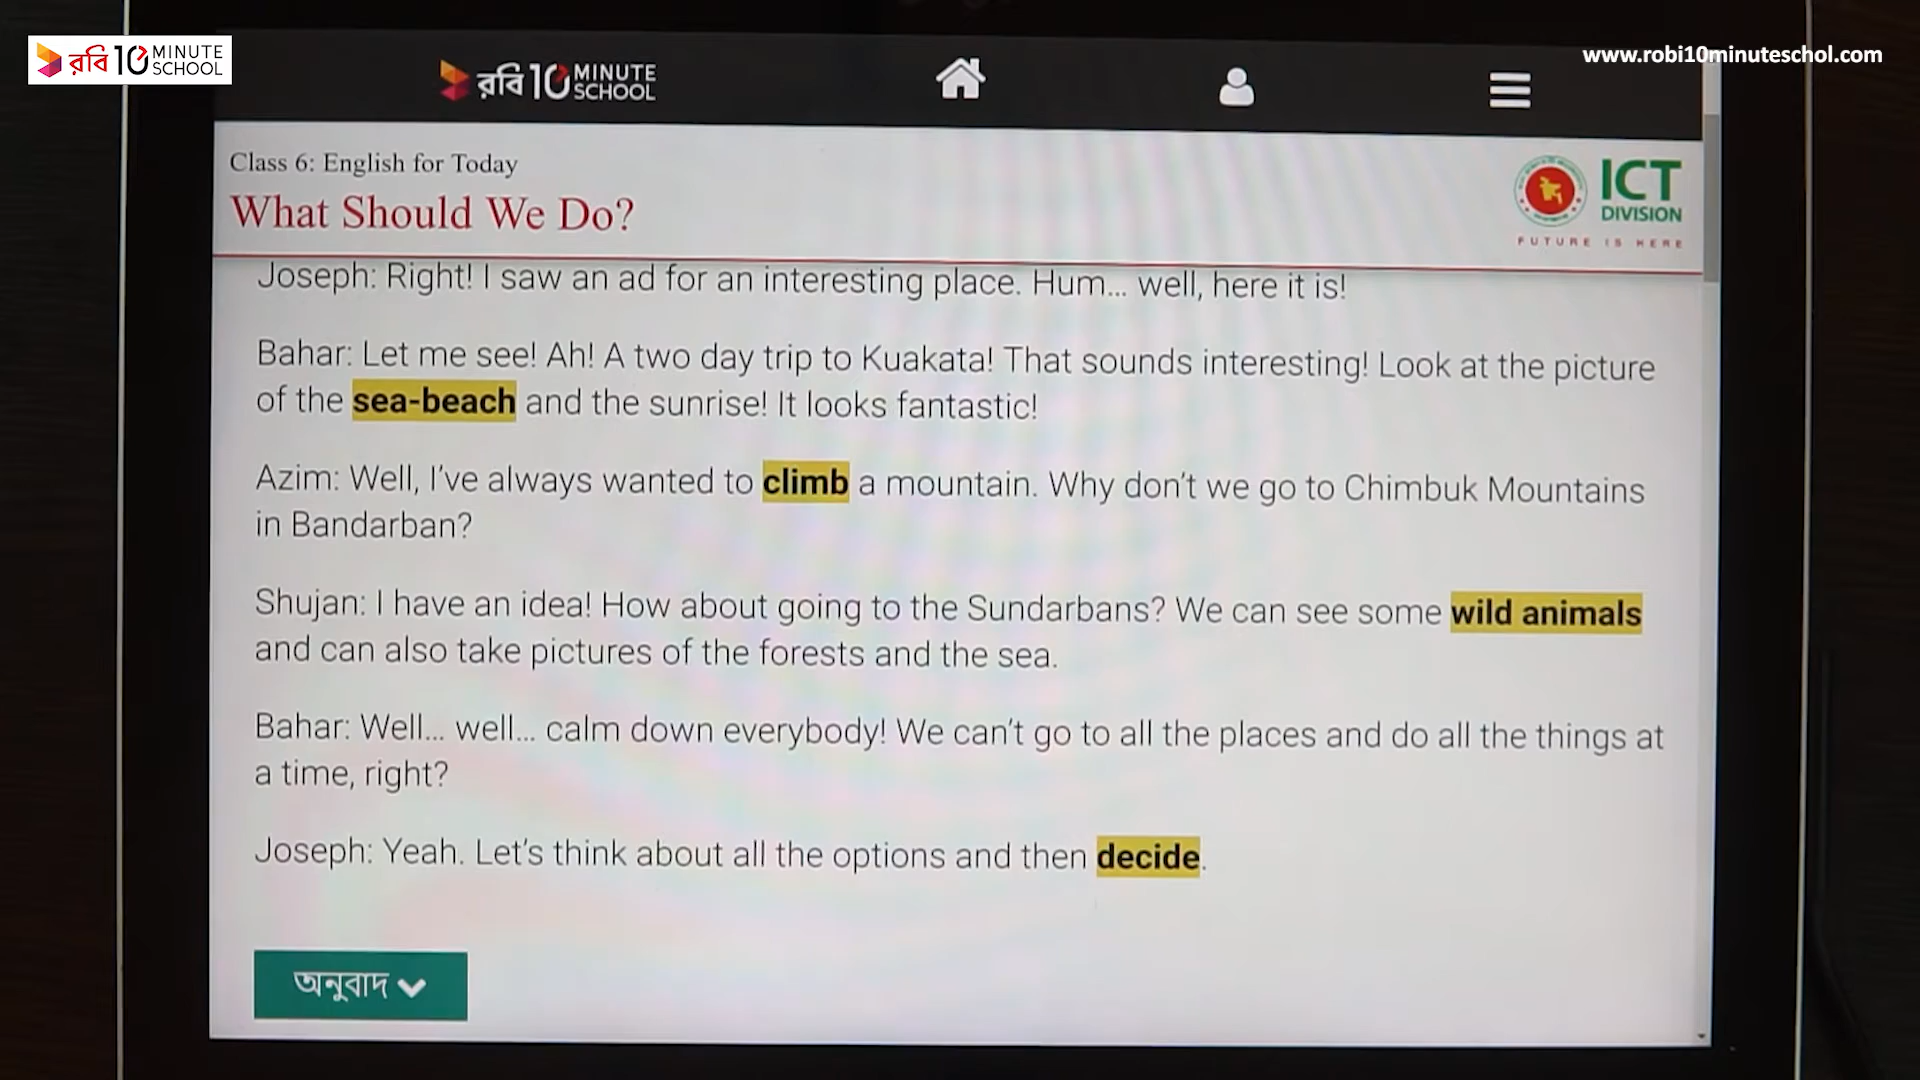 রবি 10 MINUTE SCHOOL
www.robi10minuteschol.com
রবি 10 MINUTE SCHOOL
Class 6: English for Today
What Should We Do?
ICT
DIVISION
FUTURE IS HERE
Joseph: Right! I saw an ad for an interesting place. Hum... well, here it is!
Bahar: Let me see! Ah! A two day trip to Kuakata! That sounds interesting! Look at the picture
of the sea-beach and the sunrise! It looks fantastic!
Azim: Well, I've always wanted to climb a mountain. Why don't we go to Chimbuk Mountains
in Bandarban?
Shujan: I have an idea! How about going to the Sundarbans? We can see some wild animals
and can also take pictures of the forests and the sea.
Bahar: Well... well... calm down everybody! We can't go to all the places and do all the things at
a time, right?
Joseph: Yeah. Let's think about all the options and then decide.
অনুবাদ